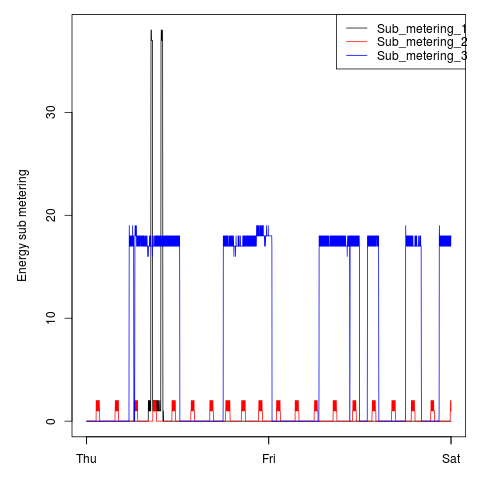 Sub_metering_1
Sub_metering_2
Sub_metering_3
Energy sub metering
30
20
10
0
Thu Fri Sat